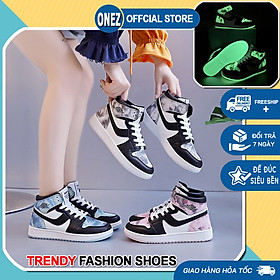 ONEZ OFFICIAL STORE
FREE
FREESHIP
+
ĐỔI TRẢ
7 NGÀY
ĐẾ ĐÚC
SIÊU BỀN
TRENDY FASHION SHOES
GIAO HÀNG HỎA TỐC